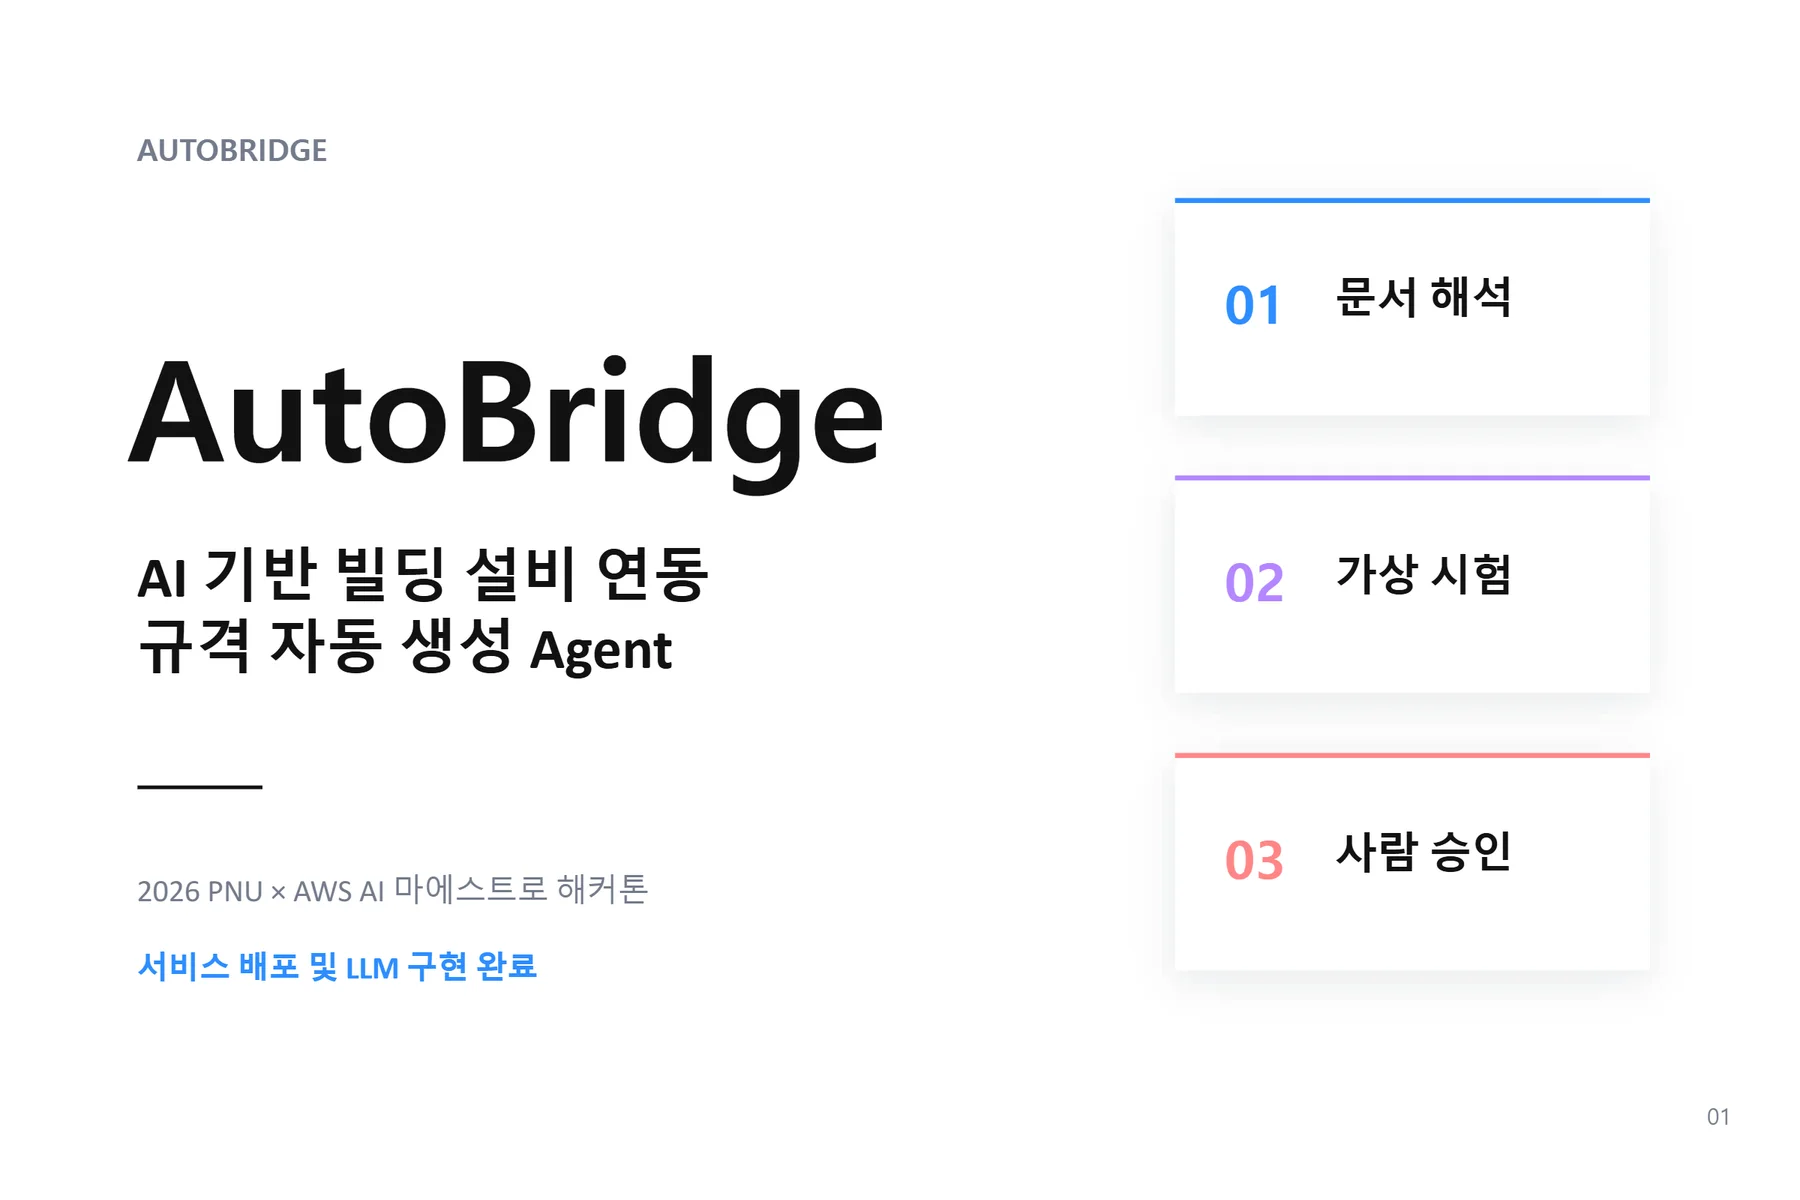 AUTOBRIDGE
AutoBridge
AI 기반 빌딩 설비 연동
규격 자동 생성 Agent
2026 PNU × AWS AI 마에스트로 해커톤
서비스 배포 및 LLM 구현 완료
01 문서 해석
02 가상 시험
03 사람 승인
01